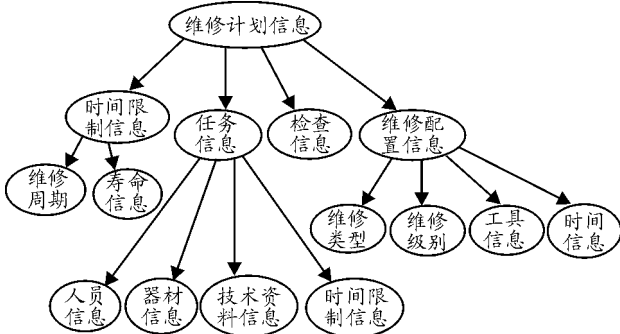 维修计划信息
时间限
制信息
任务
信息
检查
信息
维修配
置信息
维修
周期
寿命
信息
维修
类型
维修
级别
工具
信息
时间
信息
人员
信息
器材
信息
技术资
料信息
时间限
制信息